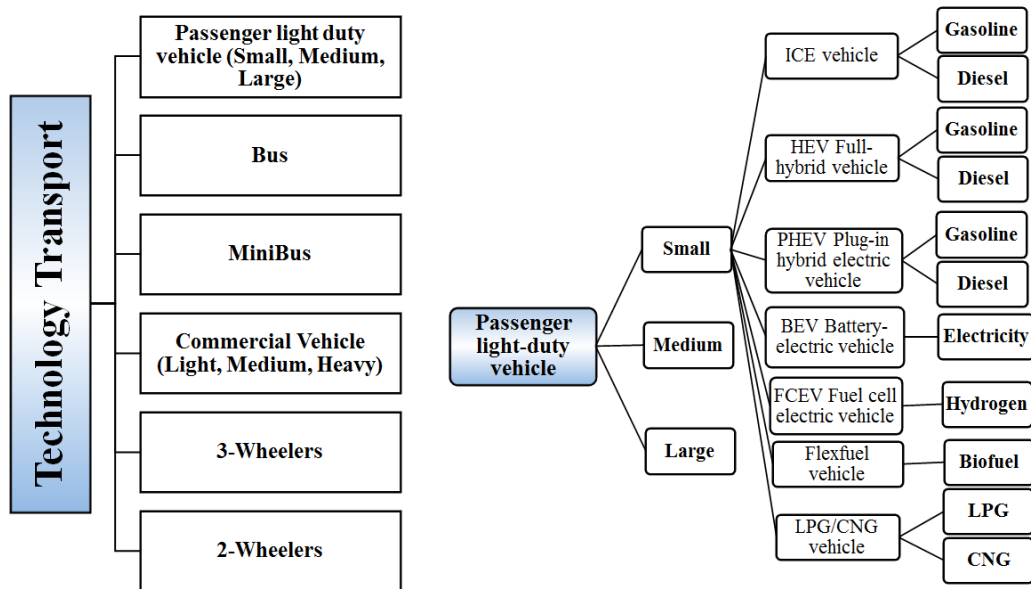 Technology Transport
Passenger light duty
vehicle (Small, Medium,
Large)
Bus
MiniBus
Commercial Vehicle
(Light, Medium, Heavy)
3-Wheelers
2-Wheelers
Passenger
light-duty
vehicle
Small
Medium
Large
ICE vehicle
Gasoline
Diesel
HEV Full-
hybrid vehicle
Gasoline
Diesel
PHEV Plug-in
hybrid electric
vehicle
Gasoline
Diesel
BEV Battery-
electric vehicle
Electricity
FCEV Fuel cell
electric vehicle
Hydrogen
Flexfuel
vehicle
Biofuel
LPG/CNG
vehicle
LPG
CNG